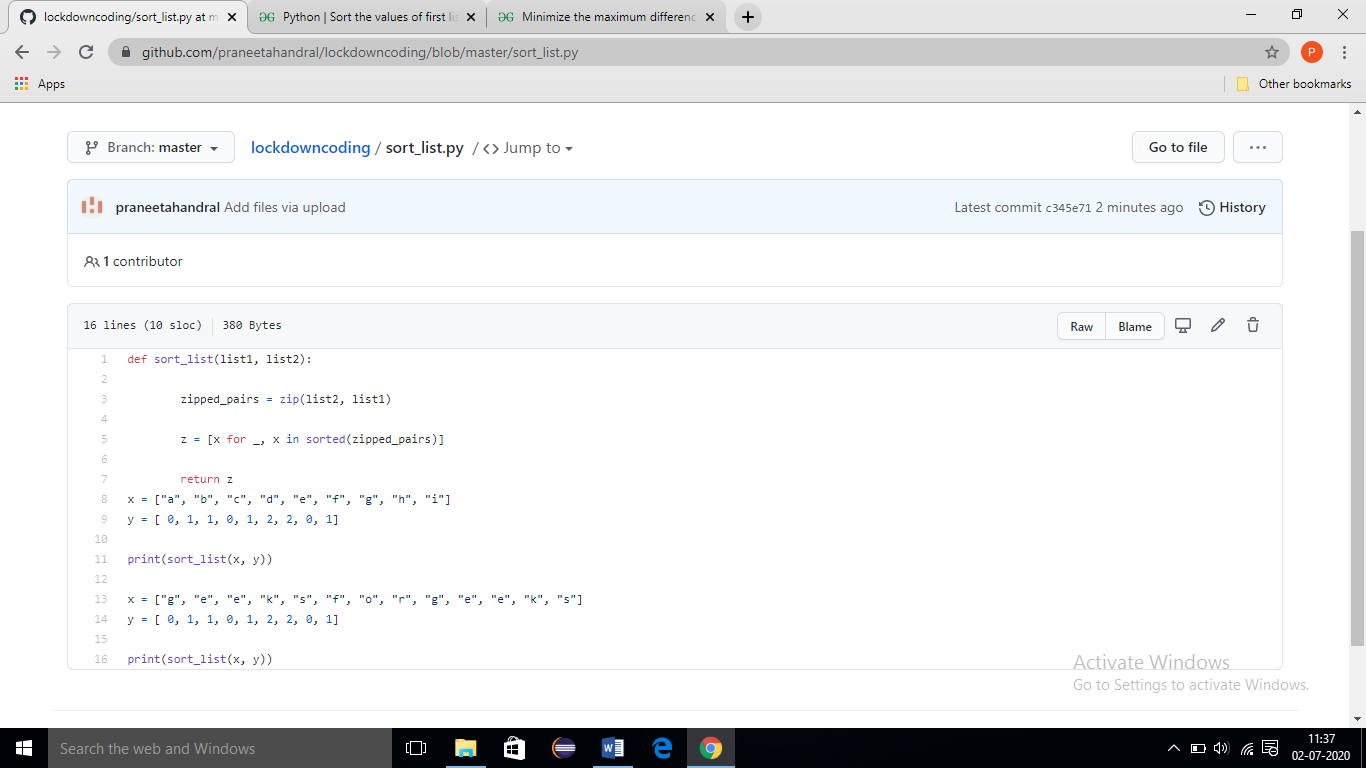 lockdowncoding/sort_list.py at m
Python | Sort the values of first lis
Minimize the maximum differenc
github.com/praneetahandral/lockdowncoding/blob/master/sort_list.py
P
Apps
Other bookmarks
Branch: master
lockdowncoding / sort_list.py / <> Jump to
Go to file
...
praneetahandral Add files via upload
Latest commit c345e71 2 minutes ago
History
1 contributor
16 lines (10 sloc) 380 Bytes
Raw
Blame
1 def sort_list(list1, list2):
2
3 zipped_pairs = zip(list2, list1)
4
5 z = [x for _, x in sorted(zipped_pairs)]
6
7 return z
8 x = ["a", "b", "c", "d", "e", "f", "g", "h", "i"]
9 y = [ 0, 1, 1, 0, 1, 2, 2, 0, 1]
10
11 print(sort_list(x, y))
12
13 x = ["g", "e", "e", "k", "s", "f", "o", "r", "g", "e", "e", "k", "s"]
14 y = [ 0, 1, 1, 0, 1, 2, 2, 0, 1]
15
16 print(sort_list(x, y))
Activate Windows
Go to Settings to activate Windows.
Search the web and Windows
11:37
02-07-2020